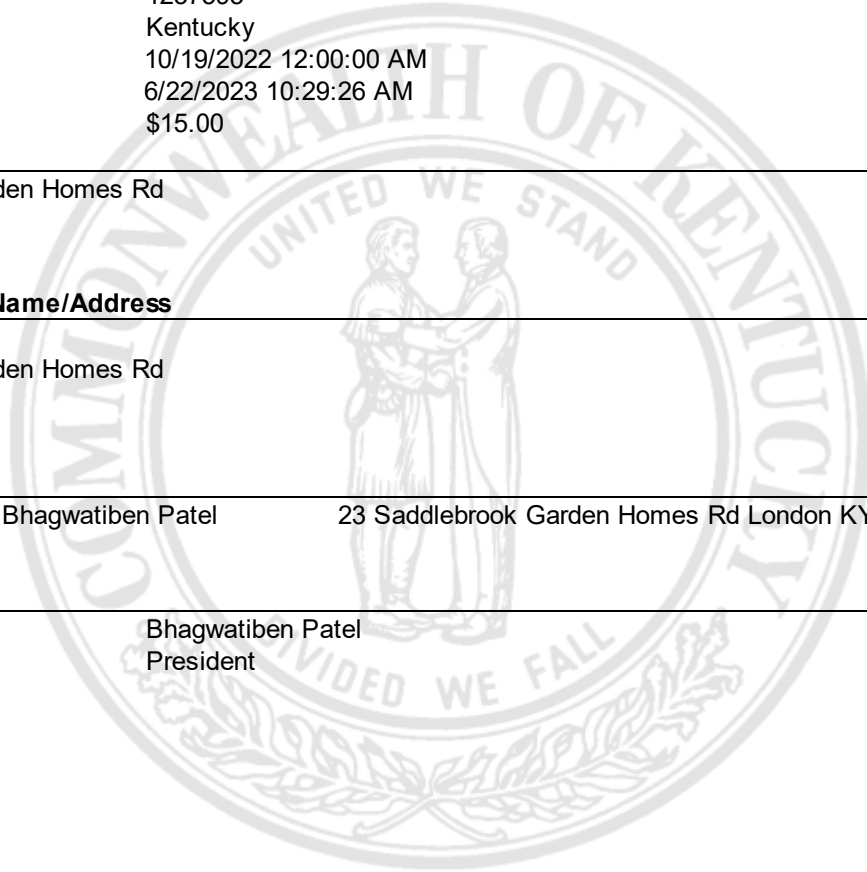 Kentucky
10/19/2022 12:00:00 AM
6/22/2023 10:29:26 AM
$15.00
den Homes Rd
Name/Address
den Homes Rd
Bhagwatiben Patel 23 Saddlebrook Garden Homes Rd London KY
Bhagwatiben Patel
President
COMMONWEALTH OF KENTUCKY
UNITED WE STAND
DIVIDED WE FALL